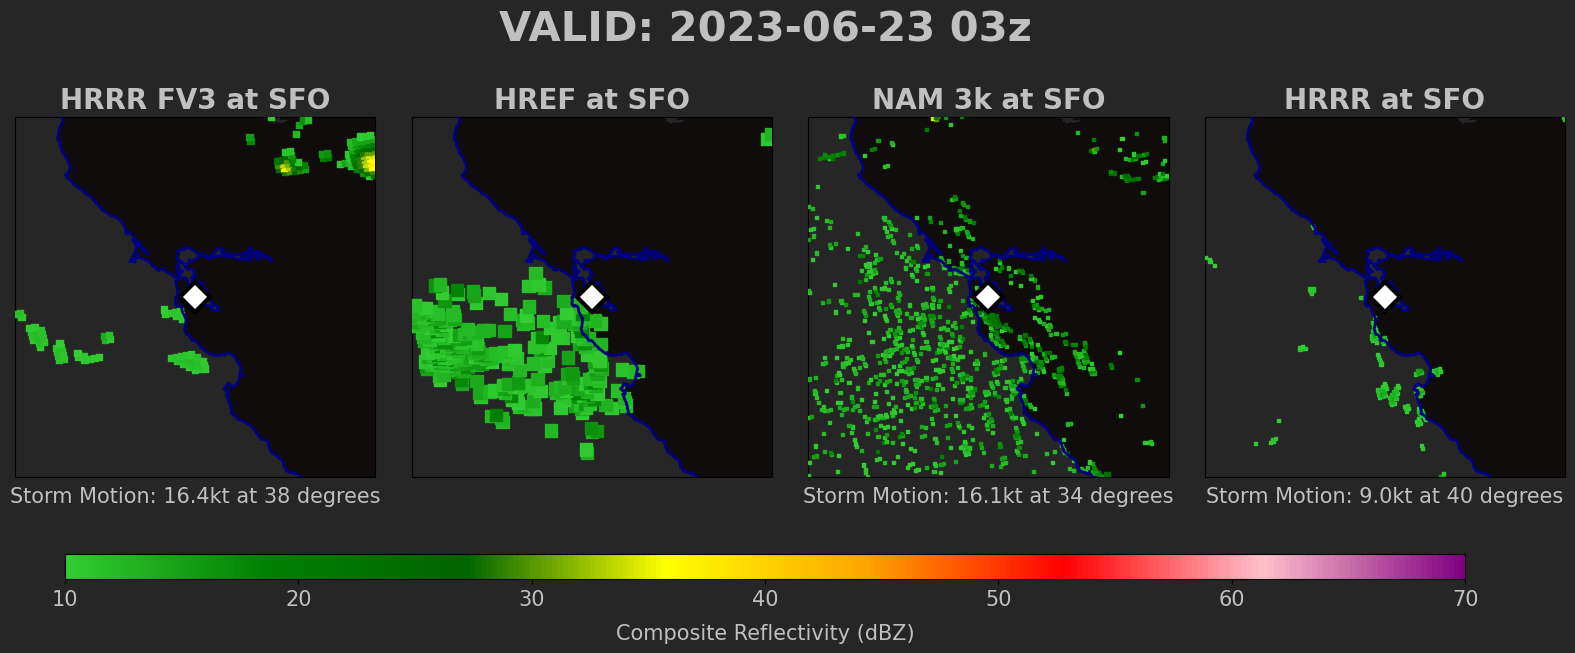 VALID: 2023-06-23 03z
HRRR FV3 at SFO
HREF at SFO
NAM 3k at SFO
HRRR at SFO
Storm Motion: 16.4kt at 38 degrees
Storm Motion: 16.1kt at 34 degrees
Storm Motion: 9.0kt at 40 degrees
10 20 30 40 50 60 70
Composite Reflectivity (dBZ)